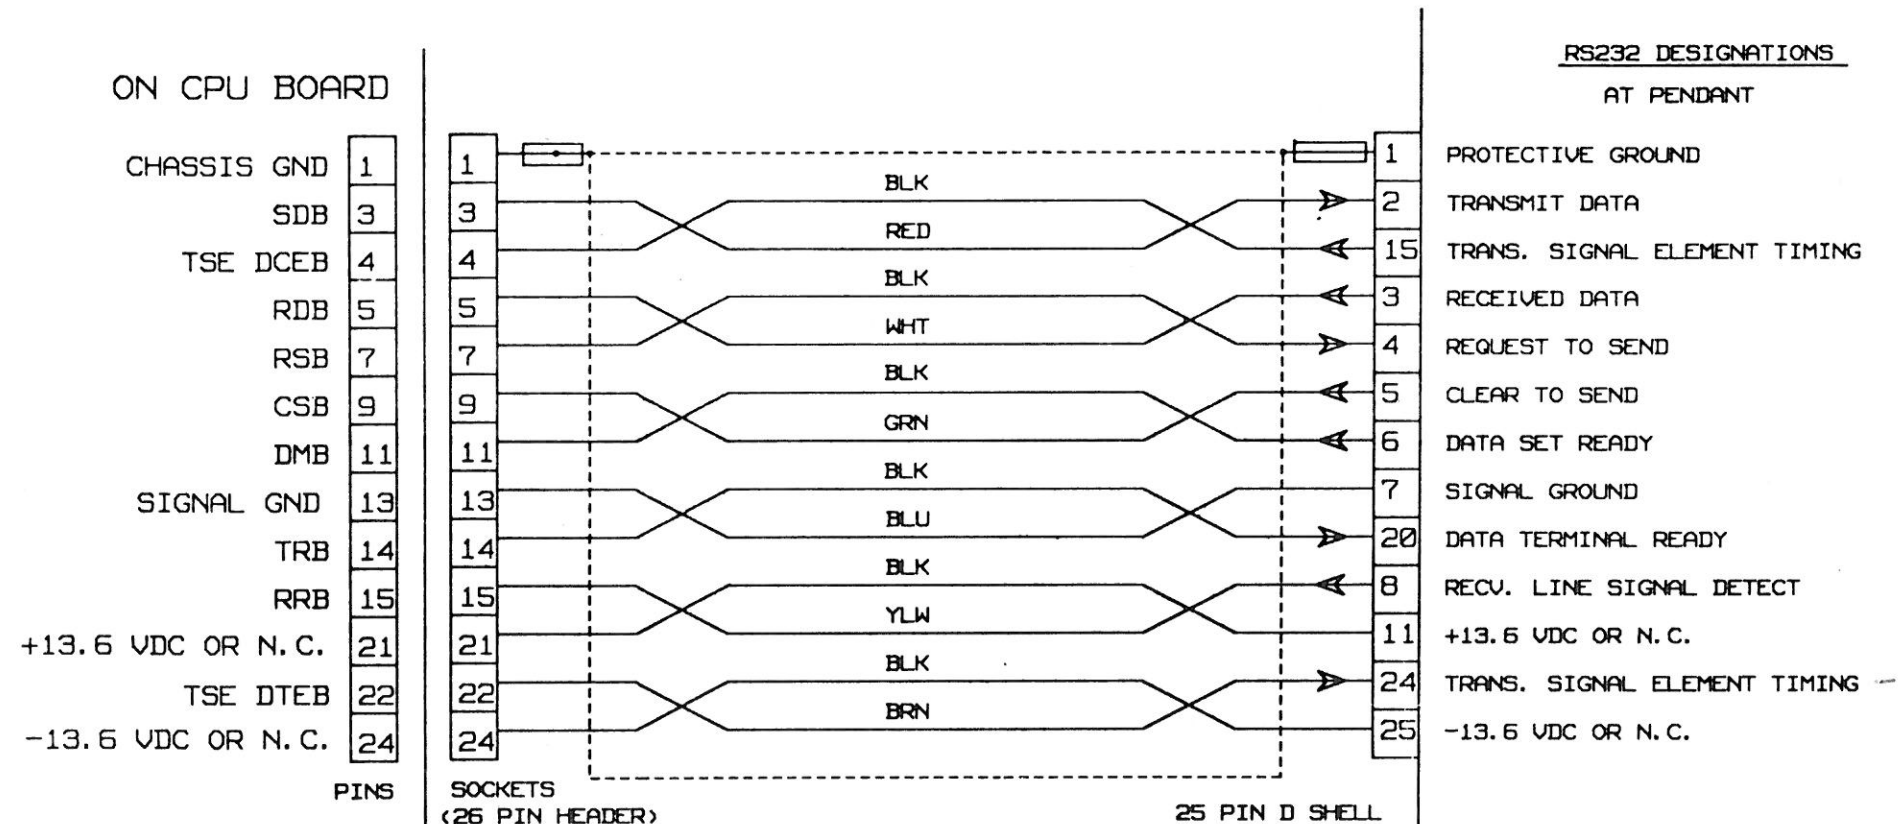 RS232 DESIGNATIONS
ON CPU BOARD
AT PENDANT
CHASSIS GND 1 1 1 PROTECTIVE GROUND
BLK
SDB 3 3 2 TRANSMIT DATA
RED
TSE DCEB 4 4 15 TRANS. SIGNAL ELEMENT TIMING
BLK
RDB 5 5 3 RECEIVED DATA
WHT
RSB 7 7 4 REQUEST TO SEND
BLK
CSB 9 9 5 CLEAR TO SEND
GRN
DMB 11 11 6 DATA SET READY
BLK
SIGNAL GND 13 13 7 SIGNAL GROUND
BLU
TRB 14 14 20 DATA TERMINAL READY
BLK
RRB 15 15 8 RECV. LINE SIGNAL DETECT
YLW
+13.6 VDC OR N.C. 21 21 11 +13.6 VDC OR N.C.
BLK
TSE DTEB 22 22 24 TRANS. SIGNAL ELEMENT TIMING
BRN
-13.6 VDC OR N.C. 24 24 25 -13.6 VDC OR N.C.
PINS
SOCKETS
(26 PIN HEADER)
25 PIN D SHELL